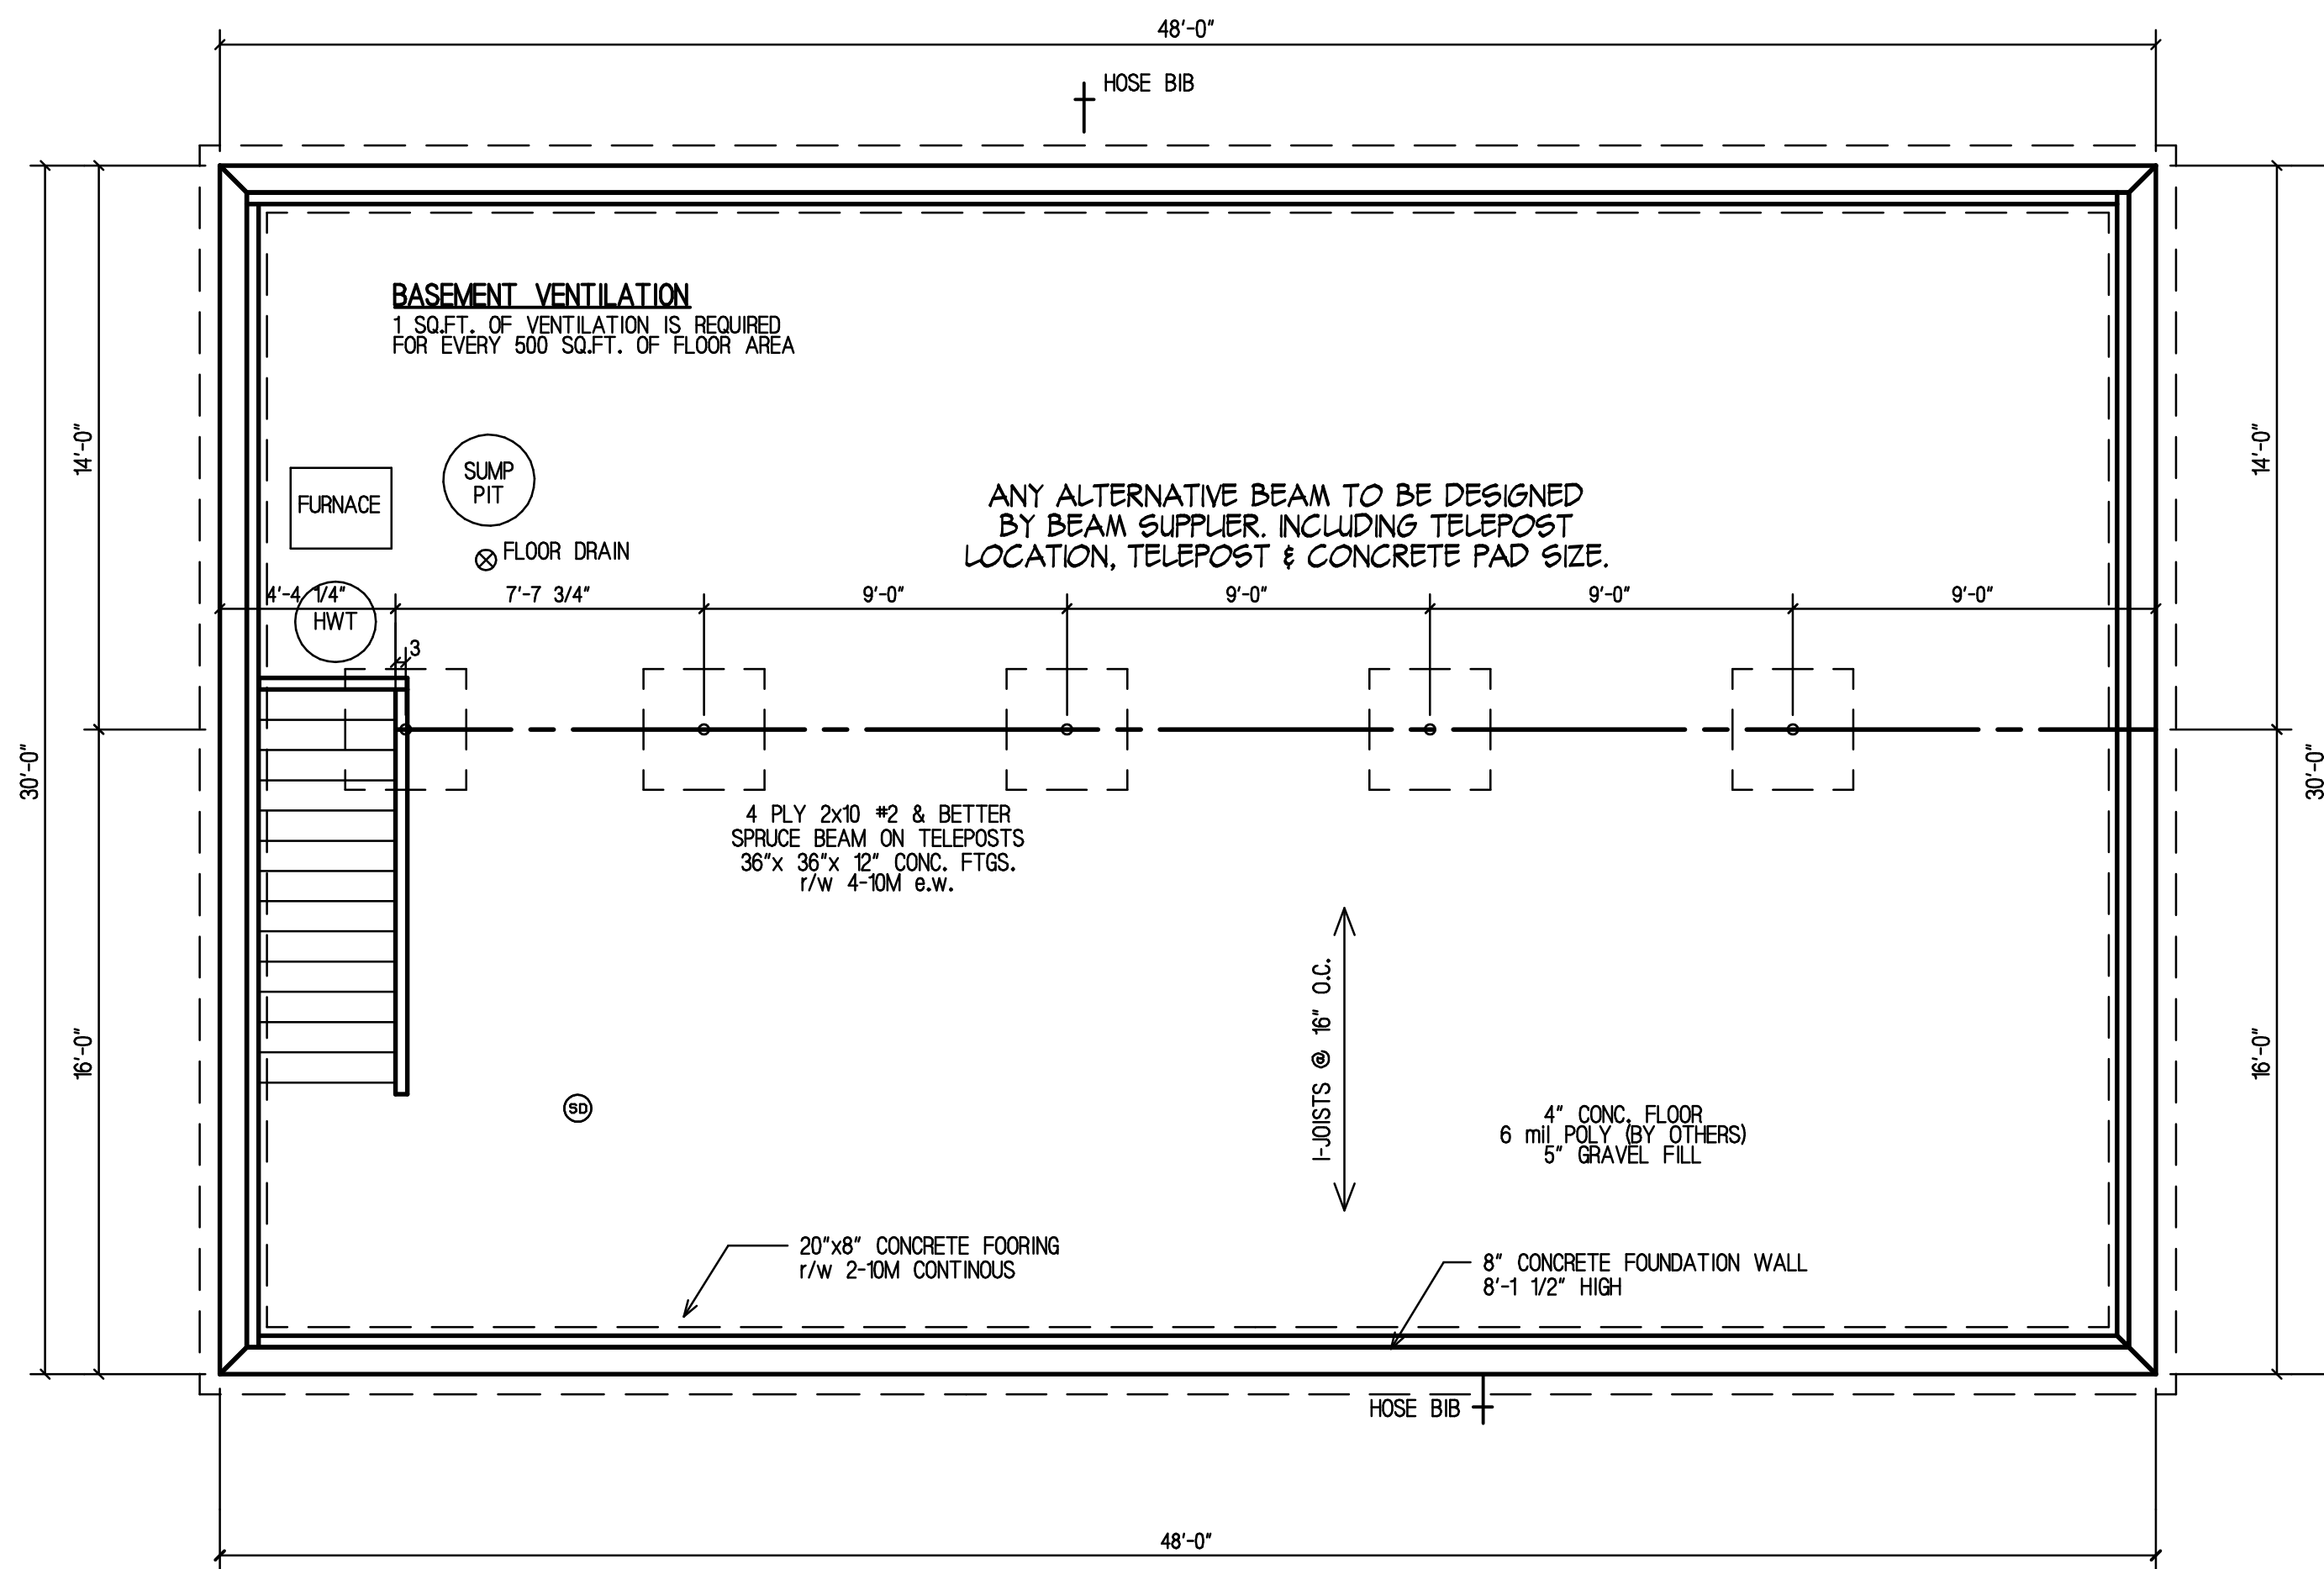 48'-0"
HOSE BIB
BASEMENT VENTILATION
1 SQ.FT. OF VENTILATION IS REQUIRED
FOR EVERY 500 SQ.FT. OF FLOOR AREA
14'-0"
14'-0"
SUMP
PIT
FURNACE
ANY ALTERNATIVE BEAM TO BE DESIGNED
BY BEAM SUPPLIER. INCLUDING TELEPOST
LOCATION, TELEPOST & CONCRETE PAD SIZE.
FLOOR DRAIN
4'-4 1/4"
7'-7 3/4"
9'-0"
9'-0"
9'-0"
9'-0"
HWT
3
30'-0"
30'-0"
4 PLY 2x10 #2 & BETTER
SPRUCE BEAM ON TELEPOSTS
36"x 36"x 12" CONC. FTGS.
r/w 4-10M e.w.
16'-0"
16'-0"
I-JOISTS @ 16" O.C.
SD
4" CONC. FLOOR
6 mil POLY (BY OTHERS)
5" GRAVEL FILL
20"x8" CONCRETE FOORING
r/w 2-10M CONTINOUS
8" CONCRETE FOUNDATION WALL
8'-1 1/2" HIGH
HOSE BIB
48'-0"